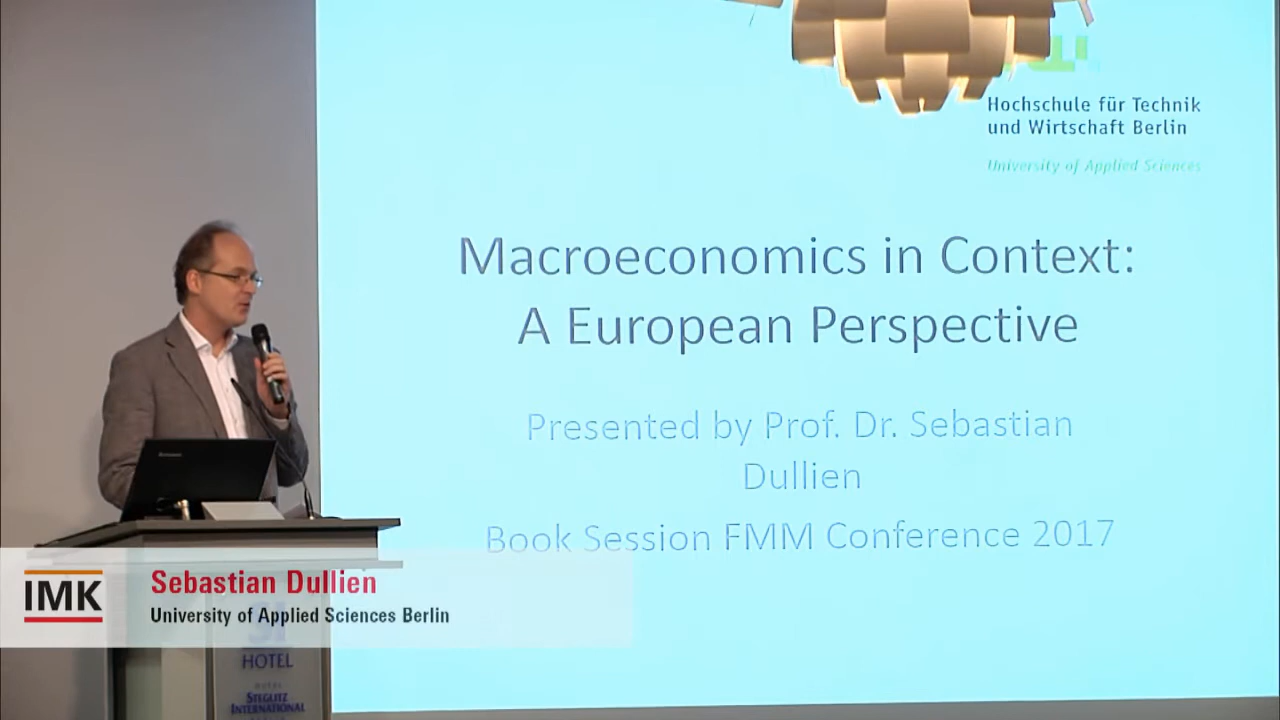 Hochschule für Technik
und Wirtschaft Berlin
University of Applied Sciences
Macroeconomics in Context:
A European Perspective
Presented by Prof. Dr. Sebastian
Dullien
Book Session FMM Conference 2017
IMK
Sebastian Dullien
University of Applied Sciences Berlin
HOTEL
STEGLITZ
INTERNATIONAL